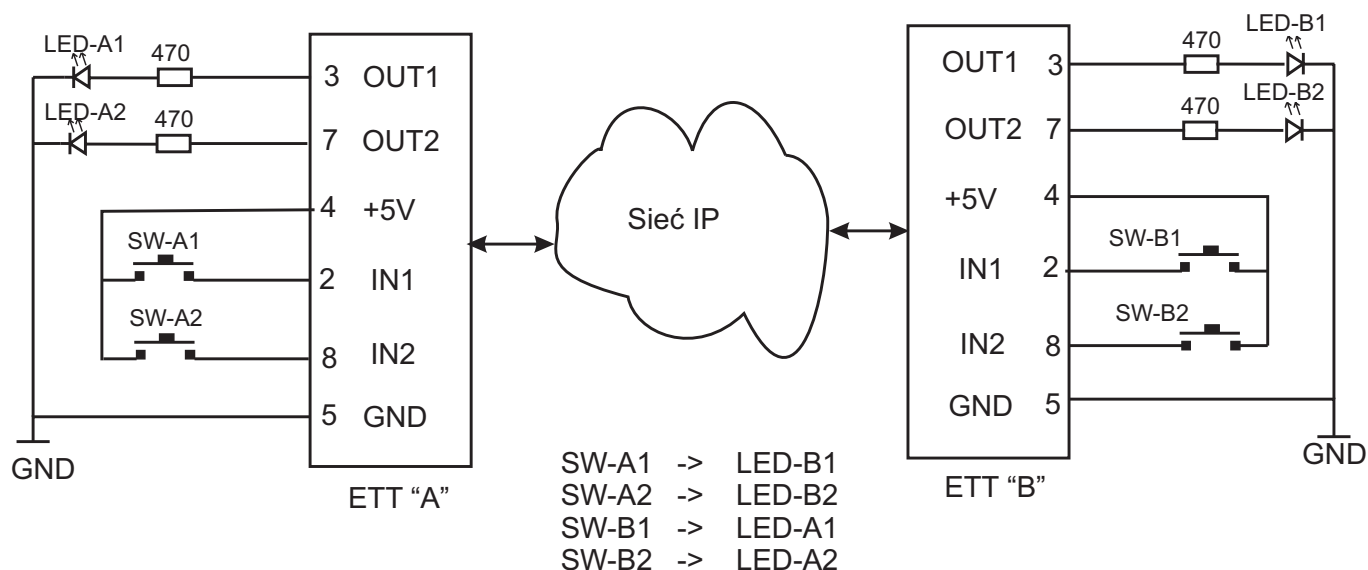 LED-A1
470
3 OUT1
LED-A2
470
7 OUT2
4 +5V
SW-A1
2 IN1
SW-A2
8 IN2
5 GND
GND
ETT “A”
Sieć IP
LED-B1
OUT1 3
470
LED-B2
OUT2 7
470
+5V 4
SW-B1
IN1 2
SW-B2
IN2 8
GND 5
GND
ETT “B”
SW-A1 -> LED-B1
SW-A2 -> LED-B2
SW-B1 -> LED-A1
SW-B2 -> LED-A2